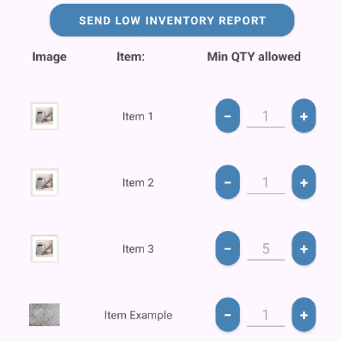 SEND LOW INVENTORY REPORT
Image Item: Min QTY allowed
Item 1 - 1 +
Item 2 - 1 +
Item 3 - 5 +
Item Example - 1 +